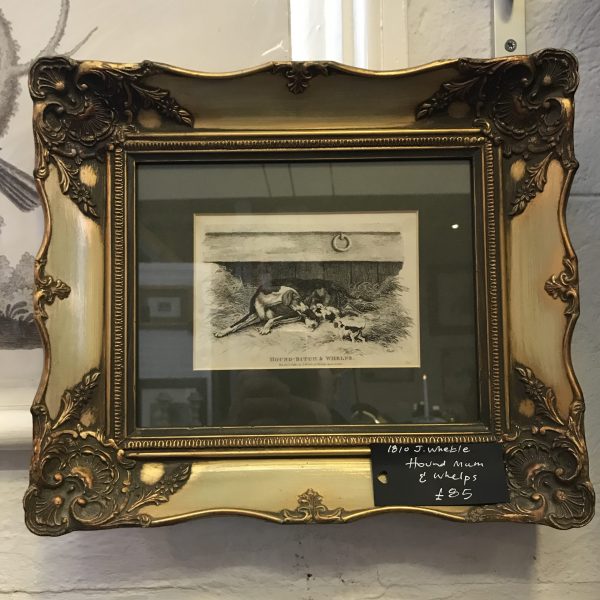 HOUND-BITCH & WHELPS.
1810 J. Wheble
Hound Mum
& Whelps
£85